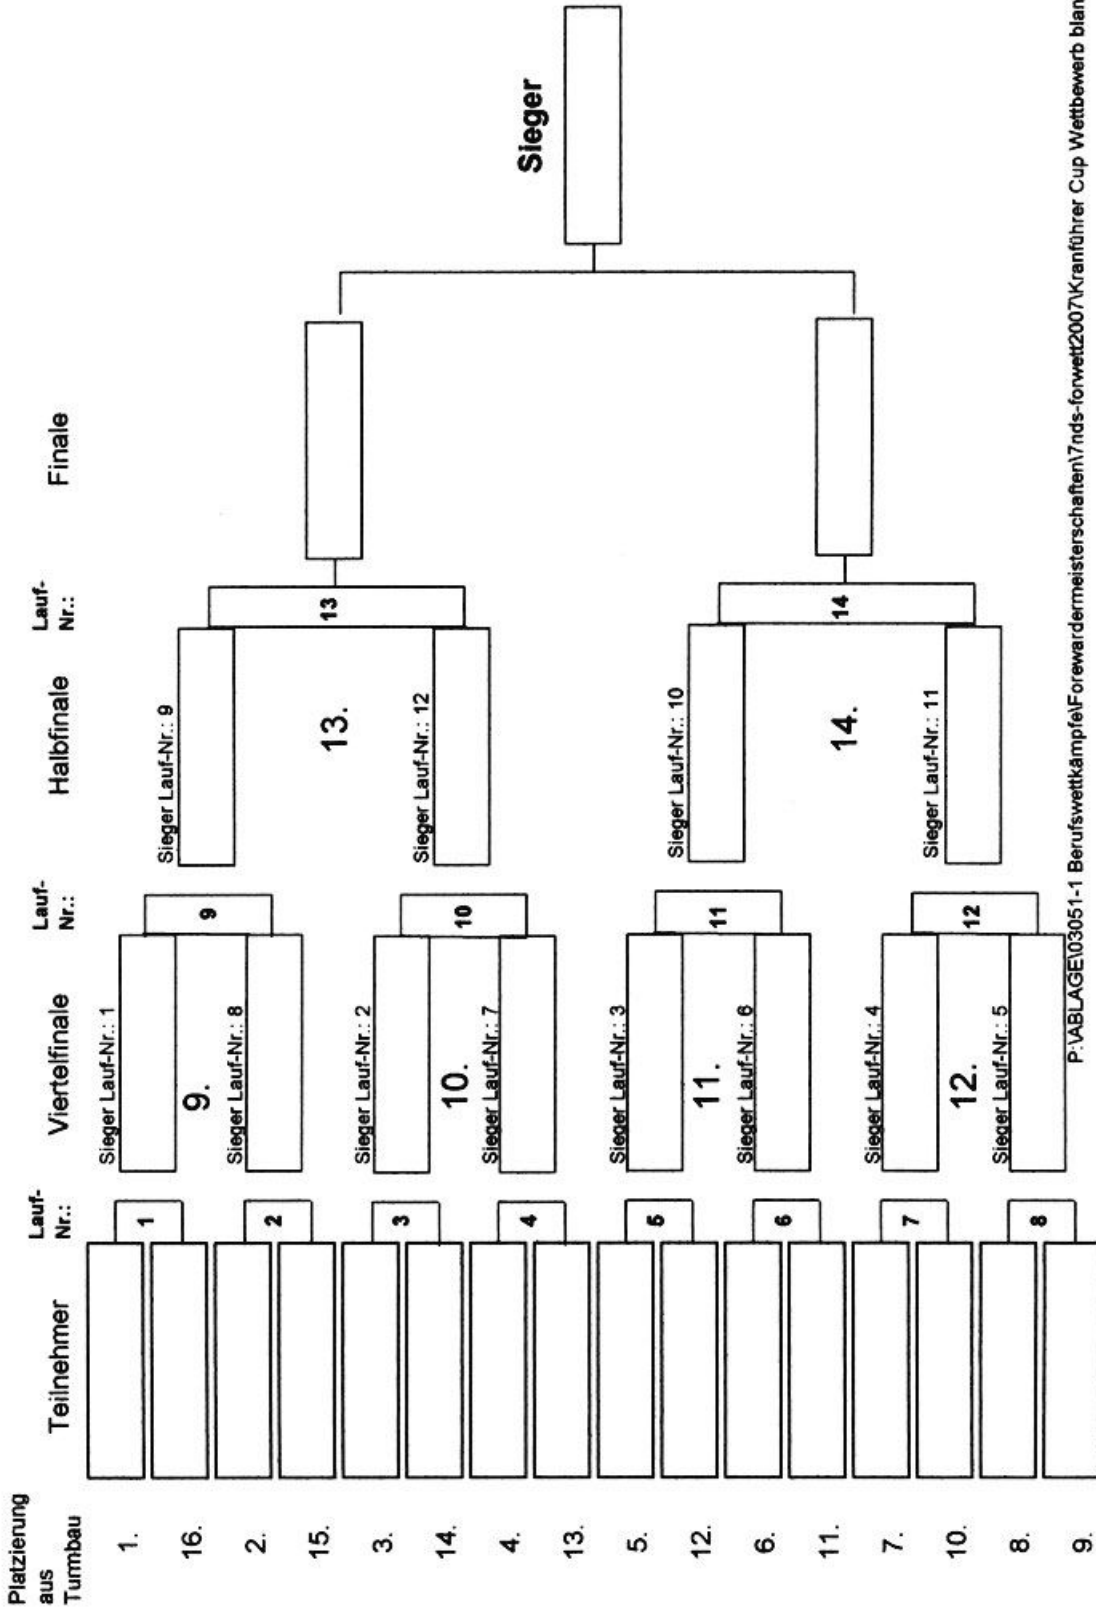 Platzierung
aus
Turmbau
Teilnehmer
Lauf-
Nr.:
Viertelfinale
Lauf-
Nr.:
Halbfinale
Lauf-
Nr.:
Finale
Sieger
1.
16.
2.
15.
3.
14.
4.
13.
5.
12.
6.
11.
7.
10.
8.
9.
1
2
3
4
5
6
7
8
Sieger Lauf-Nr.: 1
9.
Sieger Lauf-Nr.: 8
Sieger Lauf-Nr.: 2
10.
Sieger Lauf-Nr.: 7
Sieger Lauf-Nr.: 3
11.
Sieger Lauf-Nr.: 6
Sieger Lauf-Nr.: 4
12.
Sieger Lauf-Nr.: 5
9
10
11
12
Sieger Lauf-Nr.: 9
13.
Sieger Lauf-Nr.: 12
Sieger Lauf-Nr.: 10
14.
Sieger Lauf-Nr.: 11
13
14
P:\ABLAGE\03051-1 Berufswettkämpfe\Forewardermeisterschaften\7nds-forwett2007\Kranführer Cup Wettbewerb blan